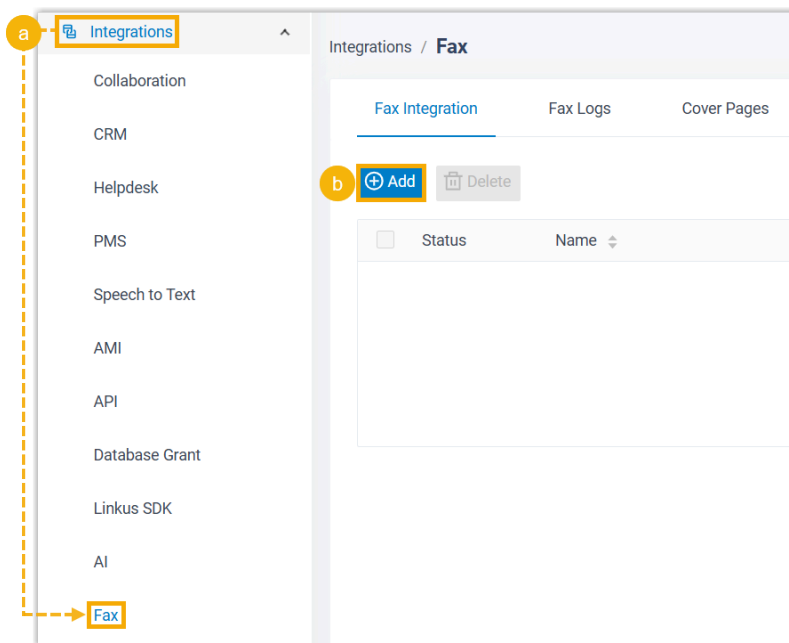 a
Integrations
Collaboration
CRM
Helpdesk
PMS
Speech to Text
AMI
API
Database Grant
Linkus SDK
AI
Fax
Integrations / Fax
Fax Integration Fax Logs Cover Pages
b Add Delete
Status Name